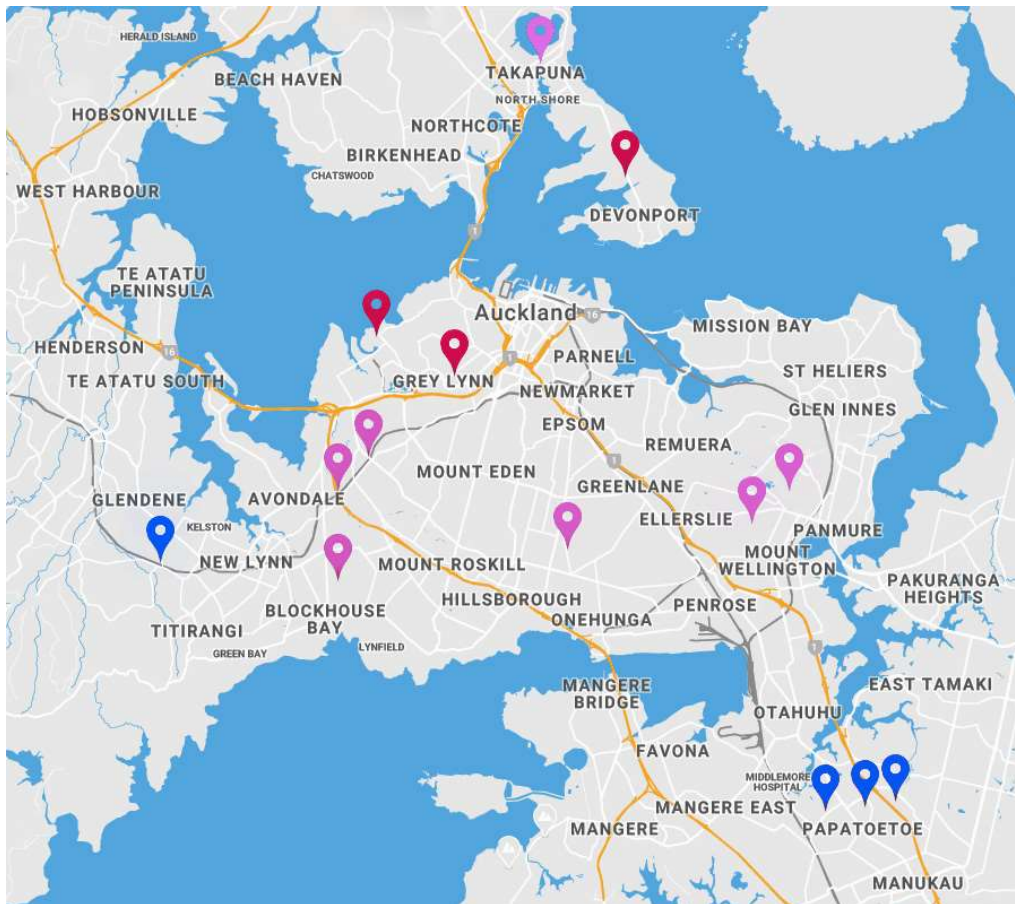 HERALD ISLAND
TAKAPUNA
BEACH HAVEN
NORTH SHORE
HOBSONVILLE
NORTHCOTE
BIRKENHEAD
CHATSWOOD
WEST HARBOUR
DEVONPORT
1
TE ATATU
PENINSULA
Auckland
16
MISSION BAY
HENDERSON
16
1
PARNELL
ST HELIERS
TE ATATU SOUTH
GREY LYNN
NEWMARKET
GLEN INNES
EPSOM
REMUERA
1
MOUNT EDEN
GLENDENE
AVONDALE
GREENLANE
KELSTON
ELLERSLIE
PANMURE
NEW LYNN
MOUNT ROSKILL
MOUNT
WELLINGTON
PAKURANGA
HEIGHTS
HILLSBOROUGH
PENROSE
BLOCKHOUSE
BAY
ONEHUNGA
TITIRANGI
LYNFIELD
GREEN BAY
1
MANGERE
BRIDGE
EAST TAMAKI
OTAHUHU
FAVONA
MIDDLEMORE
HOSPITAL
MANGERE EAST
MANGERE
PAPATOETOE
MANUKAU